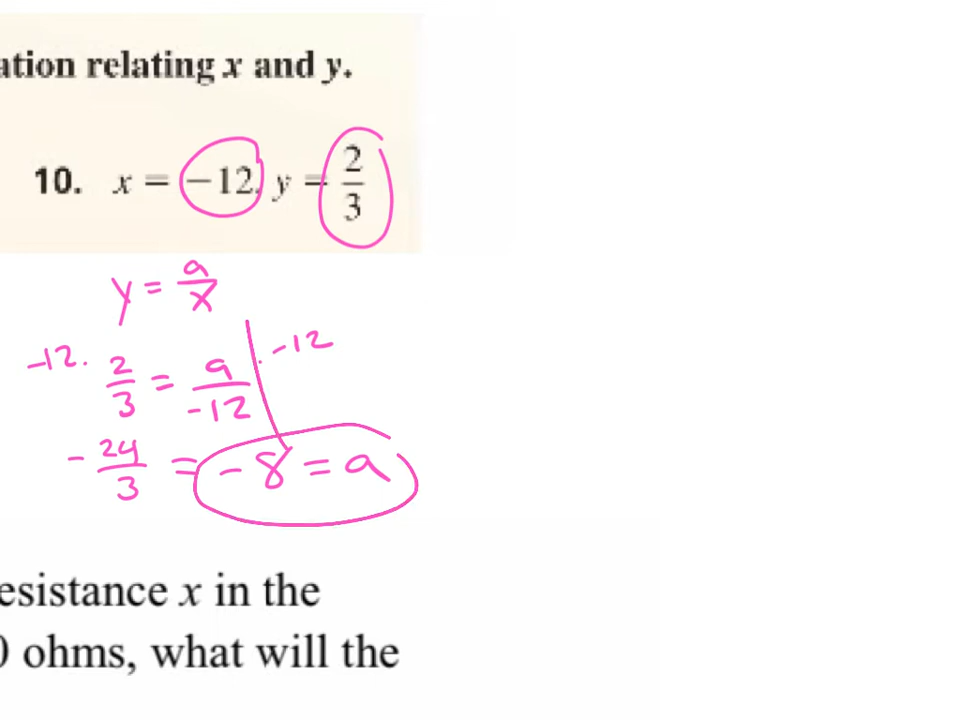 ation relating x and y.
10. x = −12, y = 2/3
y = a/x
-12 · 2/3 = a/-12 · -12
- 24/3 = -8 = a
esistance x in the
0 ohms, what will the